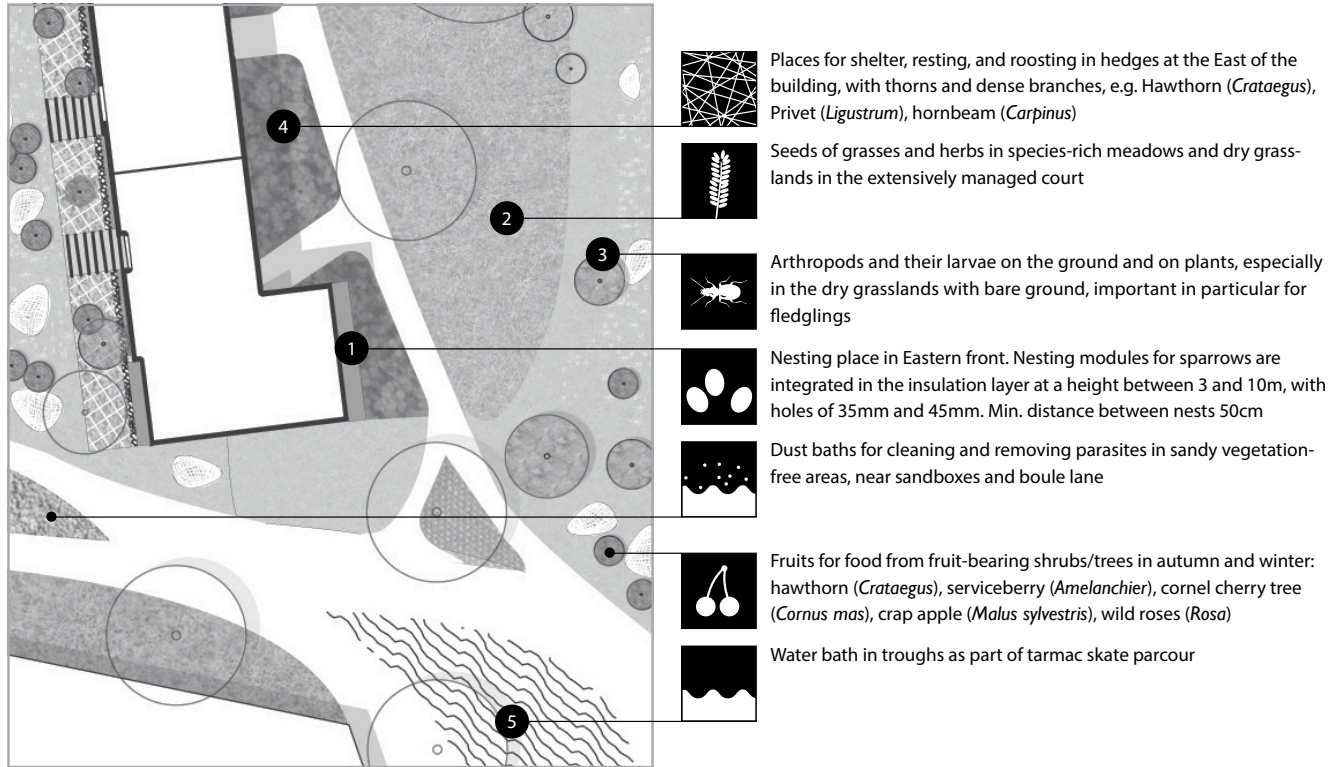 Places for shelter, resting, and roosting in hedges at the East of the
building, with thorns and dense branches, e.g. Hawthorn (Crataegus),
Privet (Ligustrum), hornbeam (Carpinus)
4
Seeds of grasses and herbs in species-rich meadows and dry grass-
lands in the extensively managed court
2
3
Arthropods and their larvae on the ground and on plants, especially
in the dry grasslands with bare ground, important in particular for
fledglings
1
Nesting place in Eastern front. Nesting modules for sparrows are
integrated in the insulation layer at a height between 3 and 10m, with
holes of 35mm and 45mm. Min. distance between nests 50cm
Dust baths for cleaning and removing parasites in sandy vegetation-
free areas, near sandboxes and boule lane
Fruits for food from fruit-bearing shrubs/trees in autumn and winter:
hawthorn (Crataegus), serviceberry (Amelanchier), cornel cherry tree
(Cornus mas), crap apple (Malus sylvestris), wild roses (Rosa)
Water bath in troughs as part of tarmac skate parcour
5